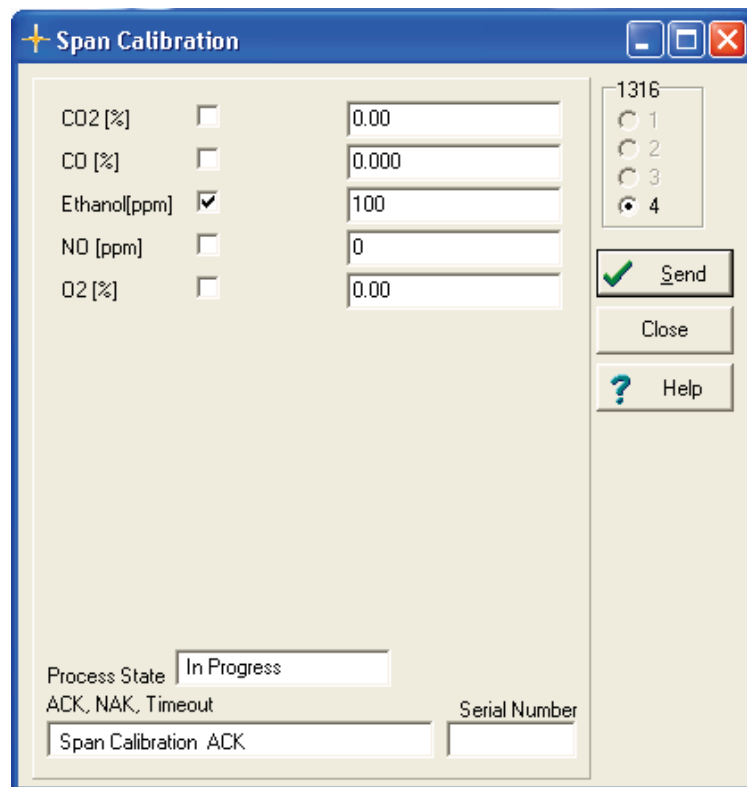 Span Calibration
CO2 [%] 0.00
CO [%] 0.000
Ethanol[ppm] 100
NO [ppm] 0
O2 [%] 0.00
1316
1
2
3
4
Send
Close
? Help
Process State In Progress
ACK, NAK, Timeout
Serial Number
Span Calibration ACK